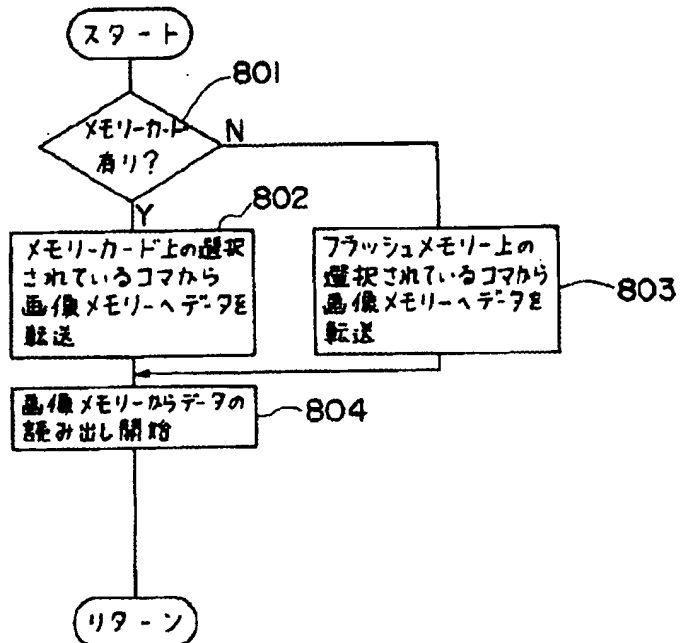 スタート
801
メモリーカード
有り?
N
Y
802
メモリーカード上の選択
されているコマから
画像メモリーへデータを
転送
フラッシュメモリー上の
選択されているコマから
画像メモリーへデータを
転送
803
画像メモリーからデータの
読み出し開始
804
リターン